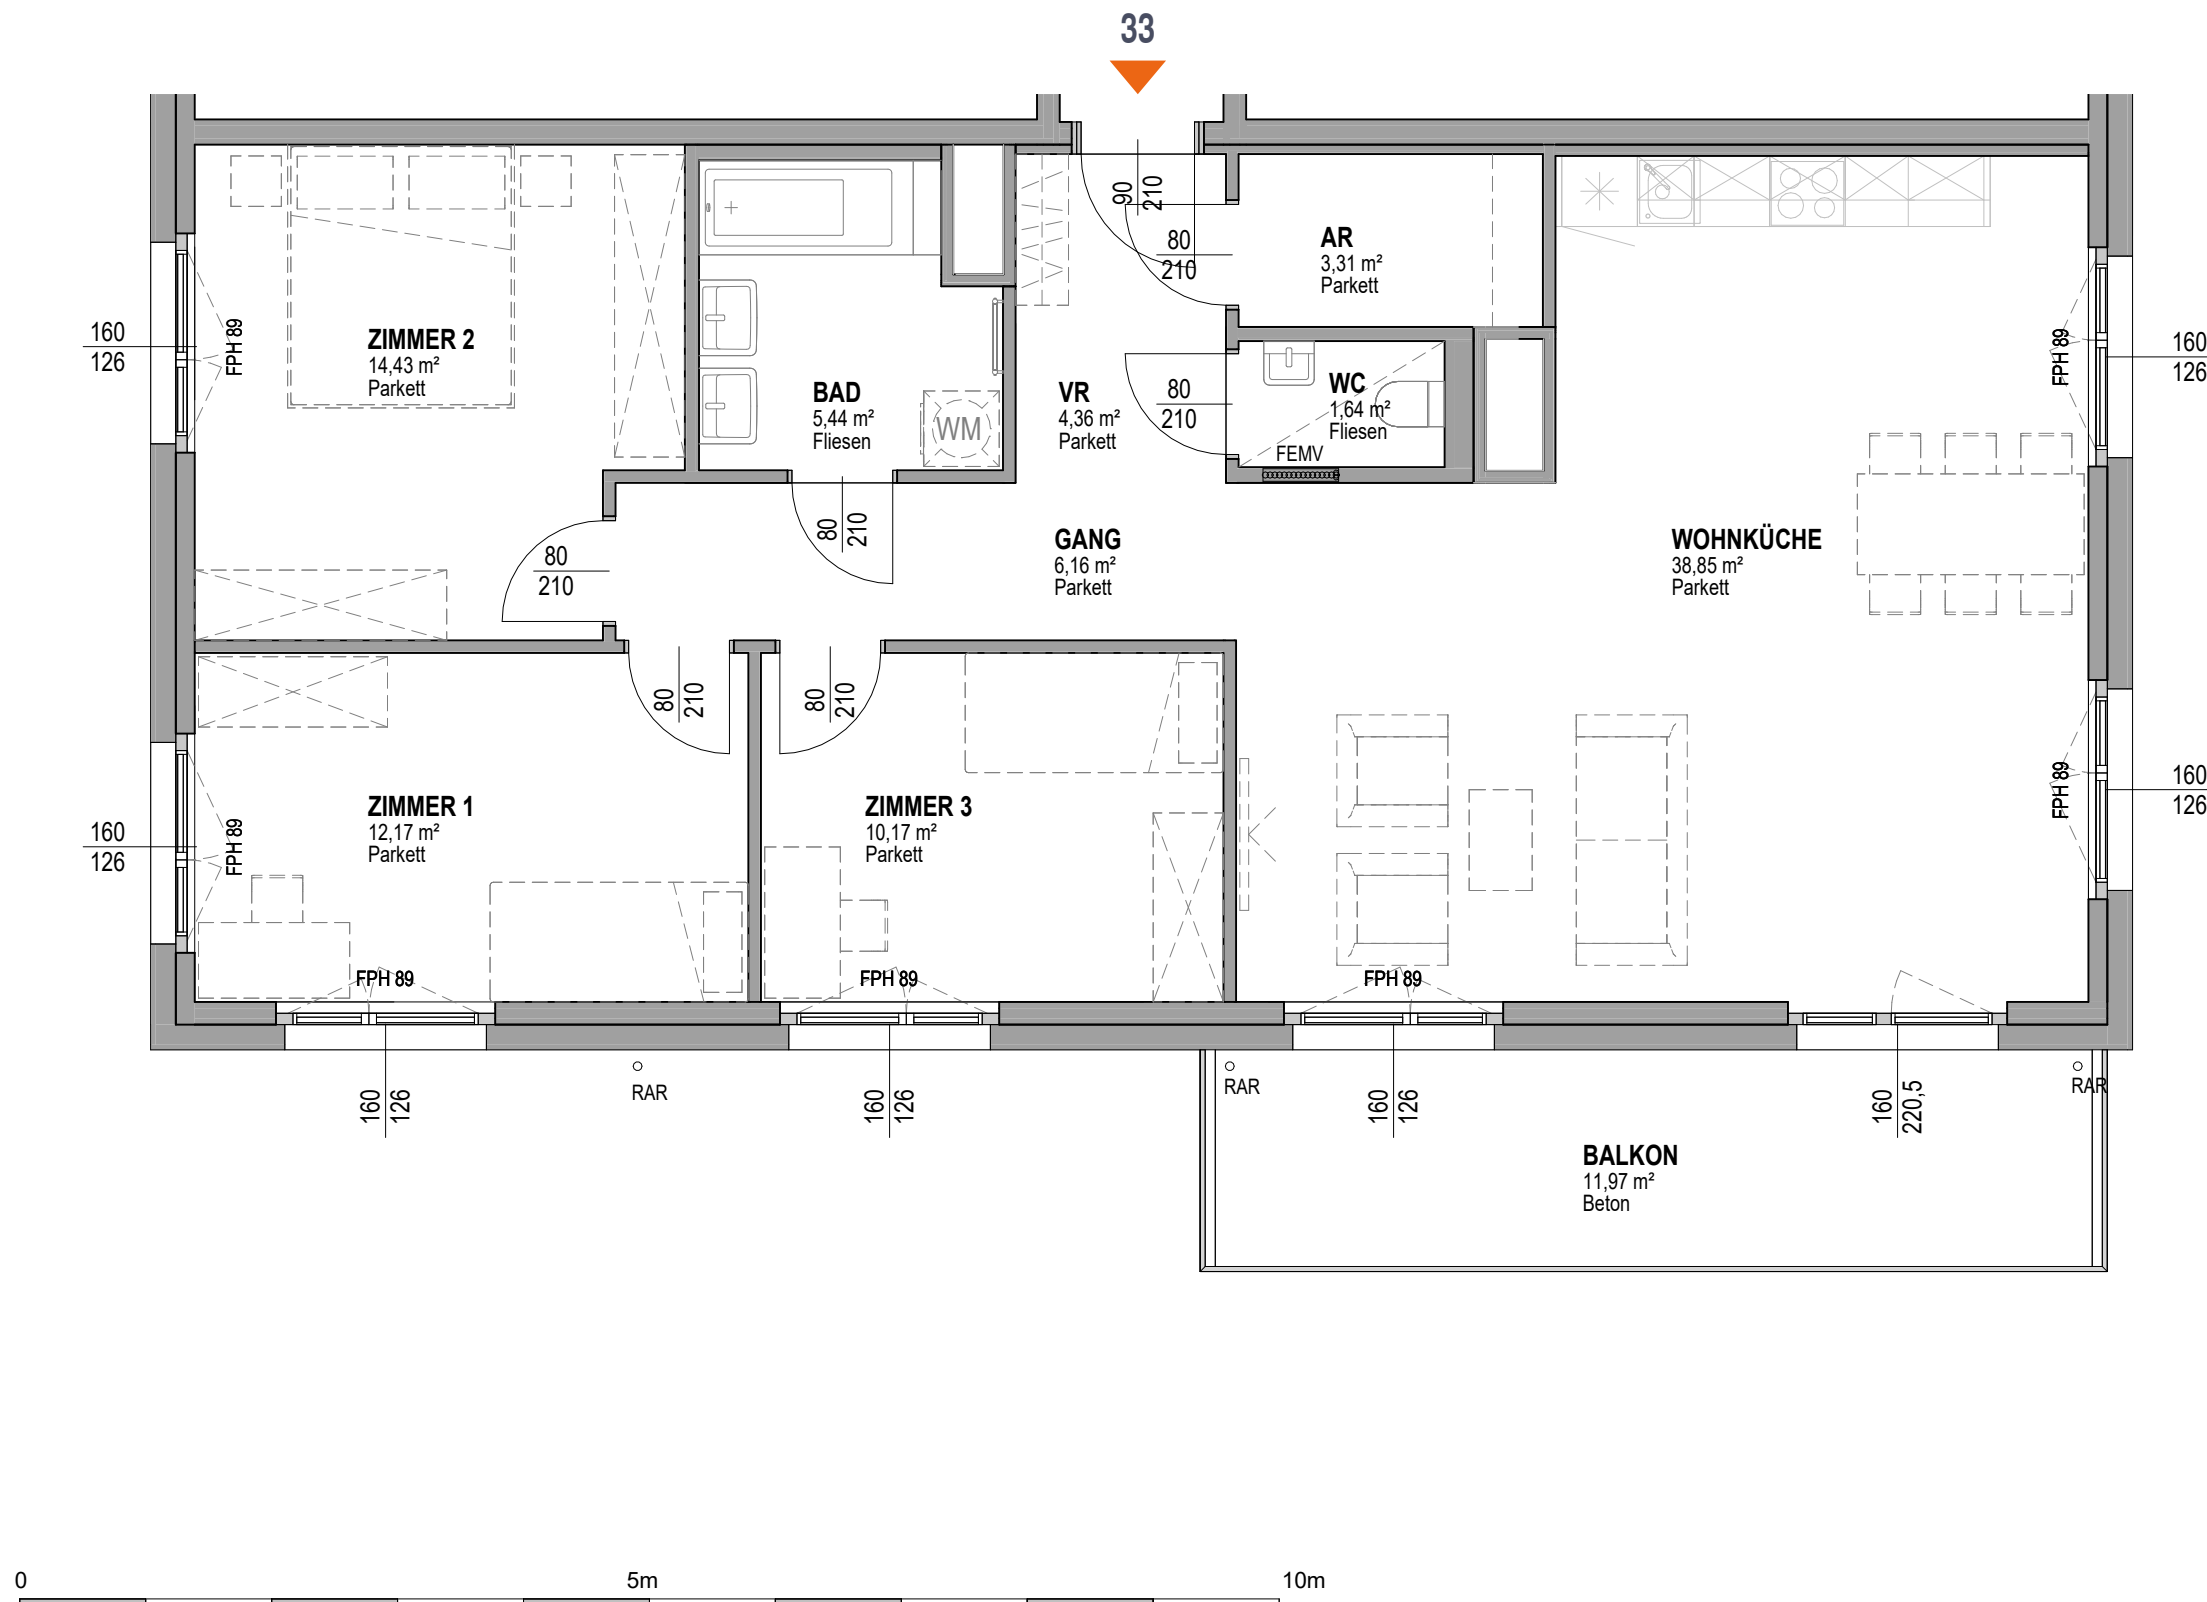 33
90
210
80
210
AR
3,31 m²
Parkett
160
126
FPH 89
ZIMMER 2
14,43 m²
Parkett
BAD
5,44 m²
Fliesen
WM
VR
4,36 m²
Parkett
80
210
WC
1,64 m²
Fliesen
FEMV
FPH 89
160
126
80
210
80
210
GANG
6,16 m²
Parkett
WOHNKÜCHE
38,85 m²
Parkett
80
210
80
210
160
126
FPH 89
ZIMMER 1
12,17 m²
Parkett
ZIMMER 3
10,17 m²
Parkett
FPH 89
160
126
FPH 89
FPH 89
FPH 89
160
126
RAR
160
126
RAR
160
126
160
220,5
RAR
BALKON
11,97 m²
Beton
0
5m
10m